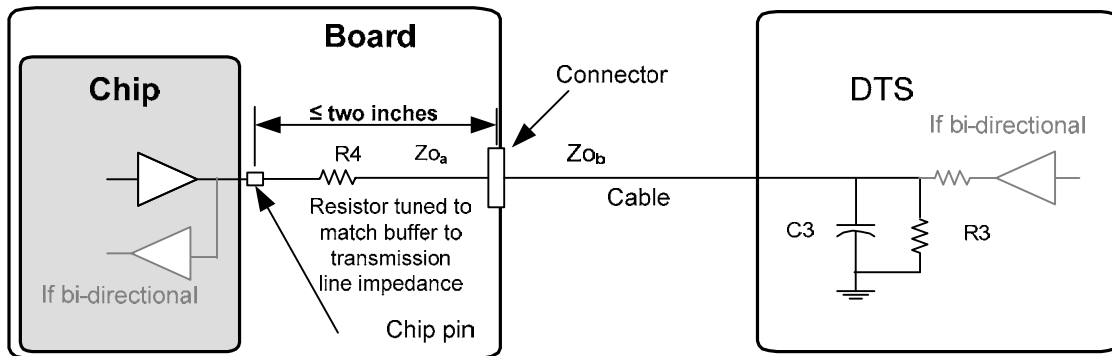 Board
Chip
≤ two inches
Connector
DTS
If bi-directional
R4
Zoa
Zob
Cable
Resistor tuned to
match buffer to
transmission
line impedance
C3
R3
If bi-directional
Chip pin